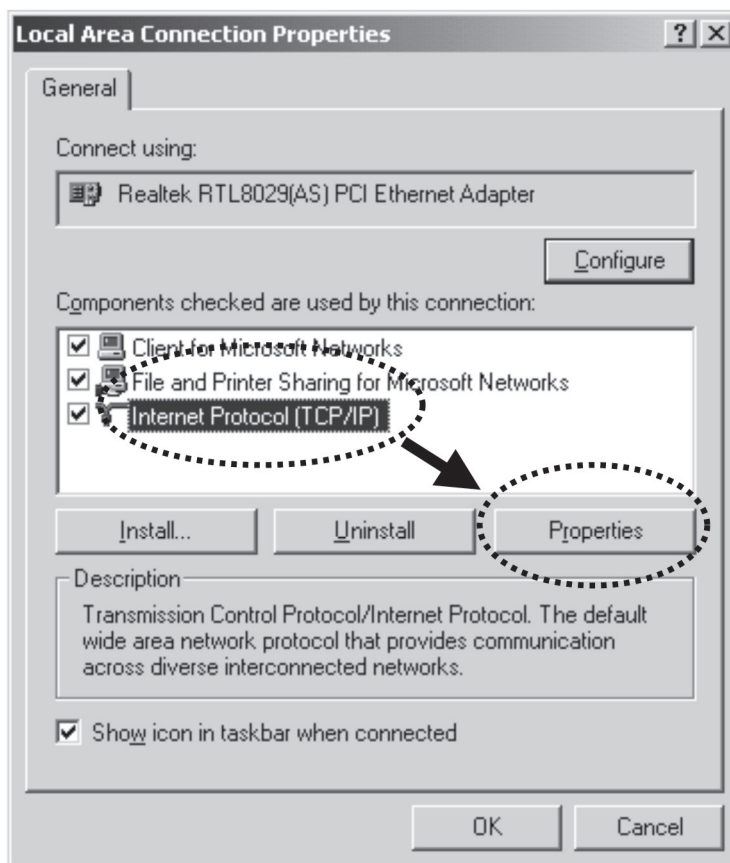 Local Area Connection Properties
General
Connect using:
Realtek RTL8029(AS) PCI Ethernet Adapter
Configure
Components checked are used by this connection:
Client for Microsoft Networks
File and Printer Sharing for Microsoft Networks
Internet Protocol (TCP/IP)
Install... Uninstall Properties
Description
Transmission Control Protocol/Internet Protocol. The default
wide area network protocol that provides communication
across diverse interconnected networks.
Show icon in taskbar when connected
OK Cancel